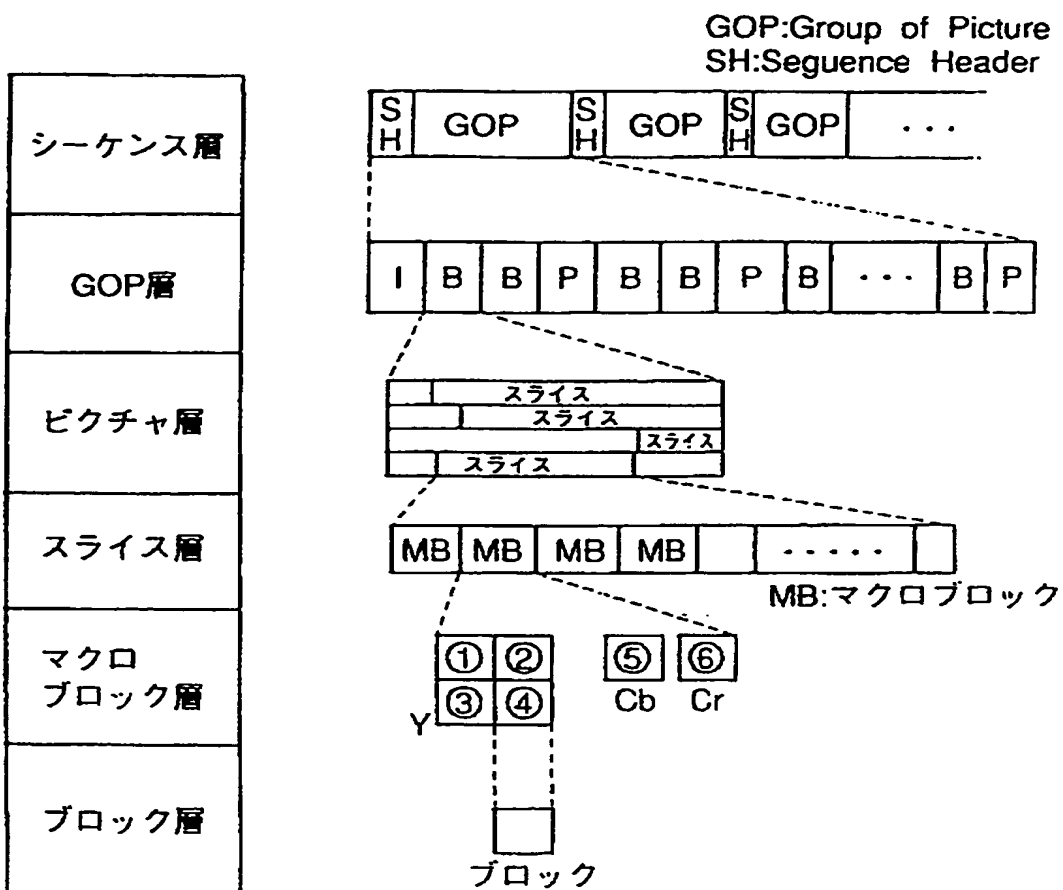 GOP:Group of Picture
SH:Seguence Header
シーケンス層
SH GOP SH GOP SH GOP ・・・
GOP層
I B B P B B P B ・・・ B P
ピクチャ層
スライス
スライス
スライス
スライス
スライス層
MB MB MB MB ・・・・・
MB:マクロブロック
マクロ
ブロック層
① ② ⑤ ⑥
③ ④
Y Cb Cr
ブロック層
ブロック